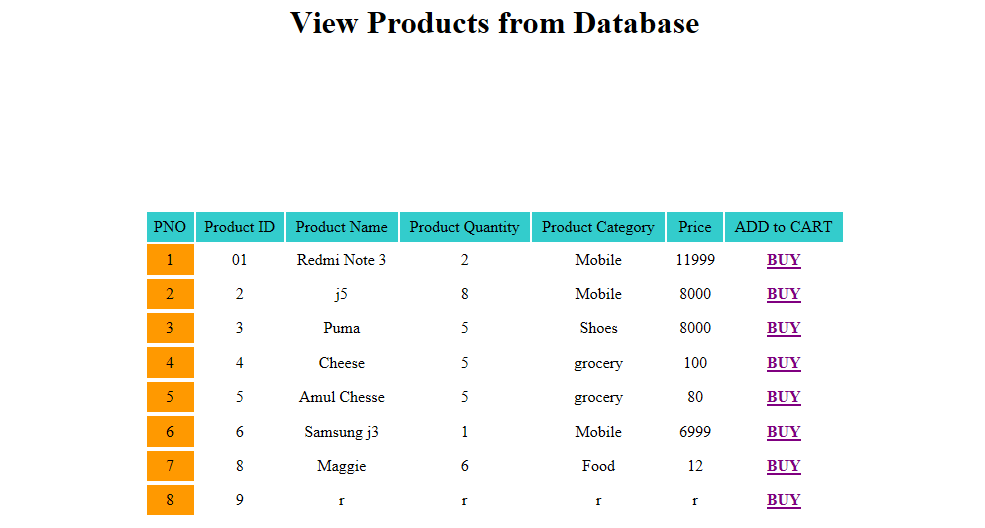 View Products from Database
PNO Product ID Product Name Product Quantity Product Category Price ADD to CART
1 01 Redmi Note 3 2 Mobile 11999 BUY
2 2 j5 8 Mobile 8000 BUY
3 3 Puma 5 Shoes 8000 BUY
4 4 Cheese 5 grocery 100 BUY
5 5 Amul Chesse 5 grocery 80 BUY
6 6 Samsung j3 1 Mobile 6999 BUY
7 8 Maggie 6 Food 12 BUY
8 9 r r r r BUY